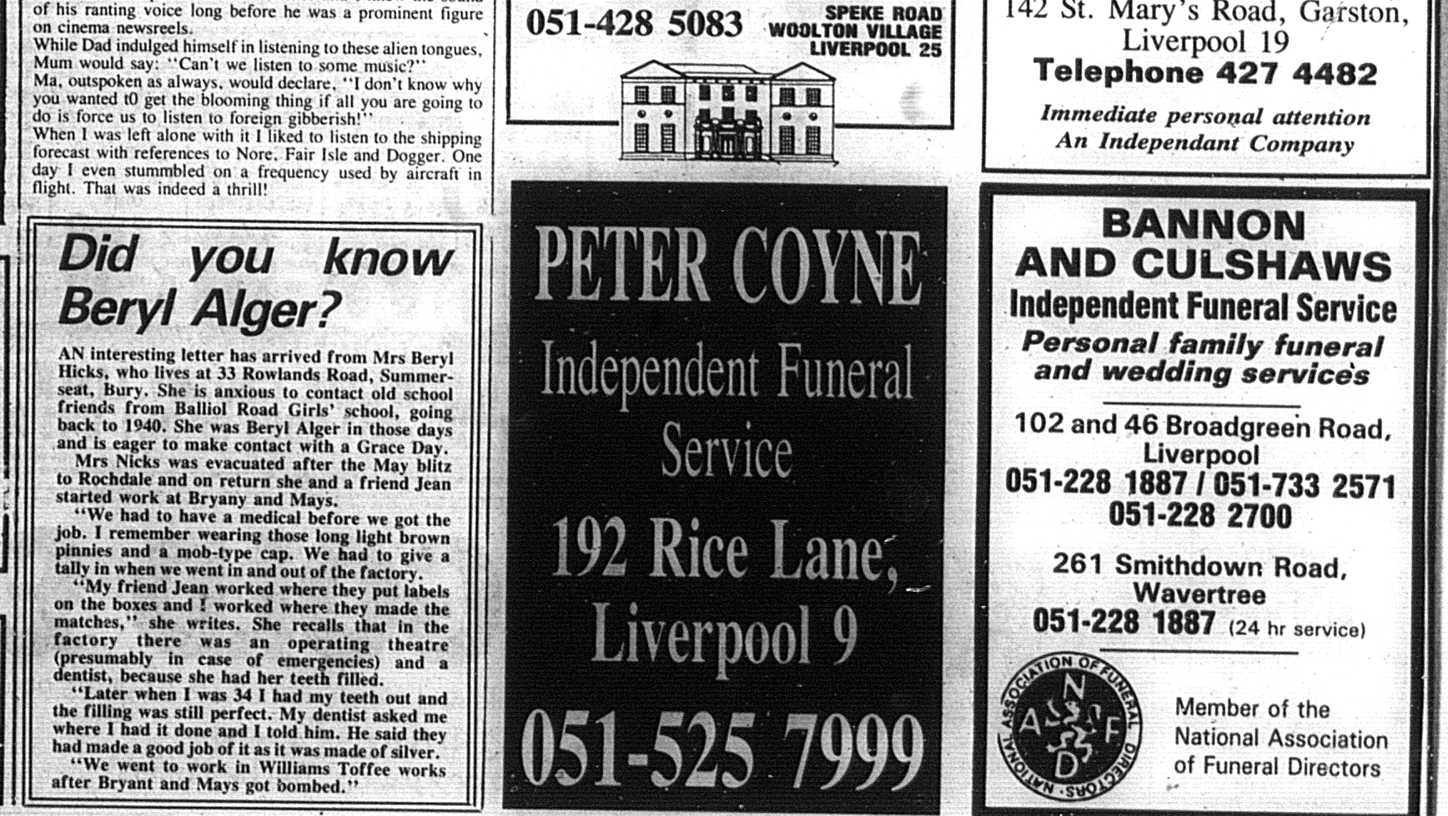 of his ranting voice long before he was a prominent figure
on cinema newsreels.
While Dad indulged himself in listening to these alien tongues,
Mum would say: "Can't we listen to some music?"
Ma, outspoken as always, would declare, "I don't know why
you wanted t0 get the blooming thing if all you are going to
do is force us to listen to foreign gibberish!"
When I was left alone with it I liked to listen to the shipping
forecast with references to Nore, Fair Isle and Dogger. One
day I even stummbled on a frequency used by aircraft in
flight. That was indeed a thrill!
Did you know
Beryl Alger?
AN interesting letter has arrived from Mrs Beryl
Hicks, who lives at 33 Rowlands Road, Summer-
seat, Bury. She is anxious to contact old school
friends from Balliol Road Girls' school, going
back to 1940. She was Beryl Alger in those days
and is eager to make contact with a Grace Day.
Mrs Nicks was evacuated after the May blitz
to Rochdale and on return she and a friend Jean
started work at Bryany and Mays.
"We had to have a medical before we got the
job. I remember wearing those long light brown
pinnies and a mob-type cap. We had to give a
tally in when we went in and out of the factory.
"My friend Jean worked where they put labels
on the boxes and I worked where they made the
matches," she writes. She recalls that in the
factory there was an operating theatre
(presumably in case of emergencies) and a
dentist, because she had her teeth filled.
"Later when I was 34 I had my teeth out and
the filling was still perfect. My dentist asked me
where I had it done and I told him. He said they
had made a good job of it as it was made of silver.
"We went to work in Williams Toffee works
after Bryant and Mays got bombed."
051-428 5083
SPEKE ROAD
WOOLTON VILLAGE
LIVERPOOL 25
PETER COYNE
Independent Funeral
Service
192 Rice Lane,
Liverpool 9
051-525 7999
142 St. Mary's Road, Garston,
Liverpool 19
Telephone 427 4482
Immediate personal attention
An Independant Company
BANNON
AND CULSHAWS
Independent Funeral Service
Personal family funeral
and wedding services
102 and 46 Broadgreen Road,
Liverpool
051-228 1887 / 051-733 2571
051-228 2700
261 Smithdown Road,
Wavertree
051-228 1887 (24 hr service)
NATIONAL ASSOCIATION OF FUNERAL DIRECTORS
N
A F
D
Member of the
National Association
of Funeral Directors